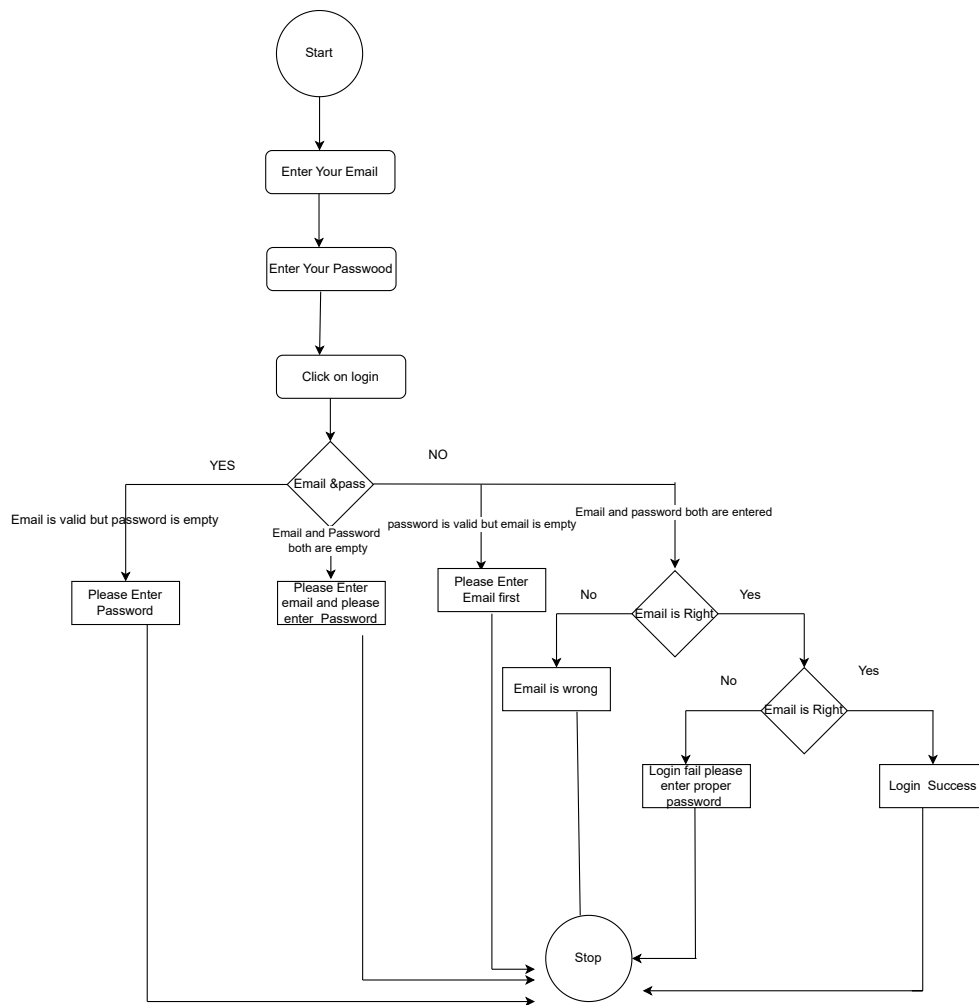 Start
Enter Your Email
Enter Your Passwood
Click on login
YES
NO
Email &pass
Email is valid but password is empty
Email and Password
both are empty
password is valid but email is empty
Email and password both are entered
Please Enter
Password
Please Enter
email and please
enter Password
Please Enter
Email first
No
Yes
Email is Right
Email is wrong
No
Yes
Email is Right
Login fail please
enter proper
password
Login Success
Stop